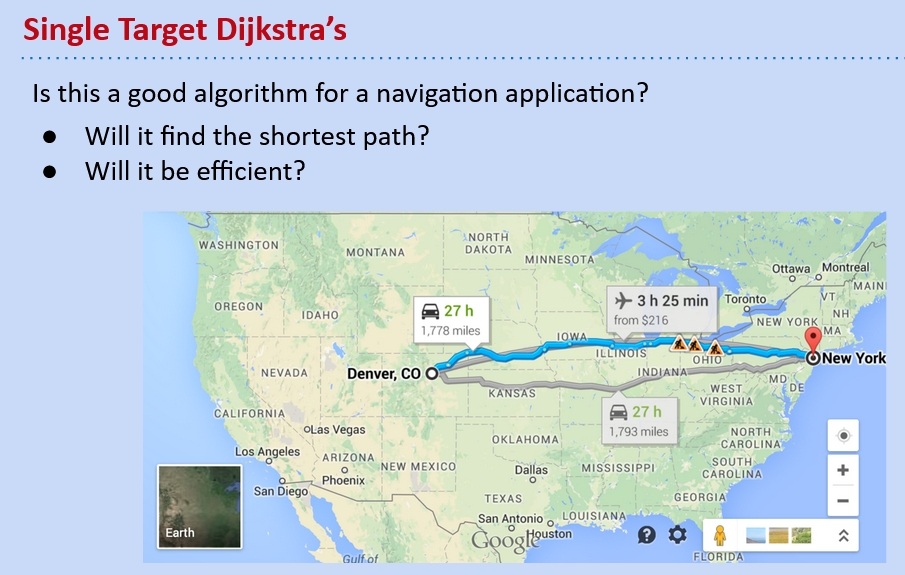 Single Target Dijkstra's
Is this a good algorithm for a navigation application?
● Will it find the shortest path?
● Will it be efficient?
WASHINGTON
MONTANA
NORTH
DAKOTA
MINNESOTA
Ottawa
Montreal
MAIN
OREGON
IDAHO
27 h
1,778 miles
3 h 25 min
from $216
Toronto
VT
NH
NEW YORK
MA
IOWA
ILLINOIS
OHIO
New York
Denver, CO
NEVADA
INDIANA
MD
DE
KANSAS
WEST
VIRGINIA
27 h
1,793 miles
CALIFORNIA
Las Vegas
OKLAHOMA
NORTH
CAROLINA
Los Angeles
ARIZONA
NEW MEXICO
Dallas
MISSISSIPPI
SOUTH
CAROLINA
Phoenix
San Diego
TEXAS
GEORGIA
San Antonio
LOUISIANA
Houston
Earth
Google
Gulf of
FLORIDA